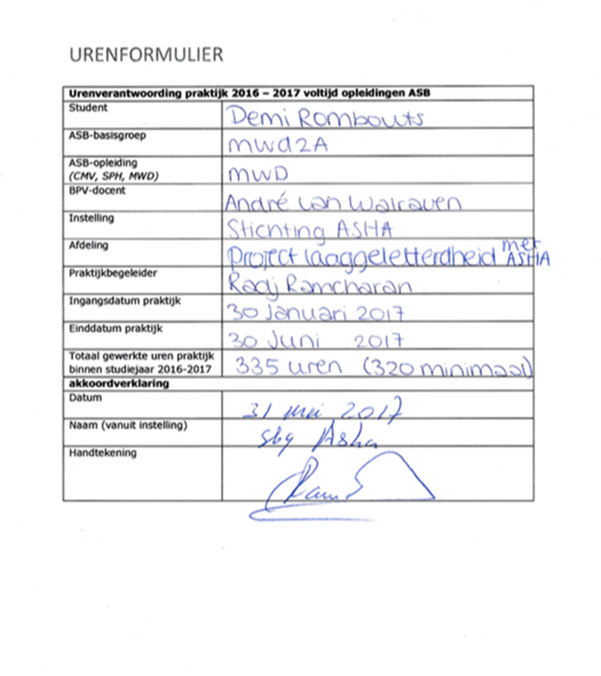 URENFORMULIER
Urenverantwoording praktijk 2016 – 2017 voltijd opleidingen ASB
Student Demi Rombouts
ASB-basisgroep mwd2A
ASB-opleiding
(CMV, SPH, MWD) MWD
BPV-docent André van Walraven
Instelling Stichting ASHA
Afdeling Project laaggeletterdheid met ASHA
Praktijkbegeleider Radj Ramcharan
Ingangsdatum praktijk 30 Januari 2017
Einddatum praktijk 30 Juni 2017
Totaal gewerkte uren praktijk
binnen studiejaar 2016-2017 335 uren (320 minimaal)
akkoordverklaring
Datum 31 mei 2017
Naam (vanuit instelling) Stg Asha
Handtekening